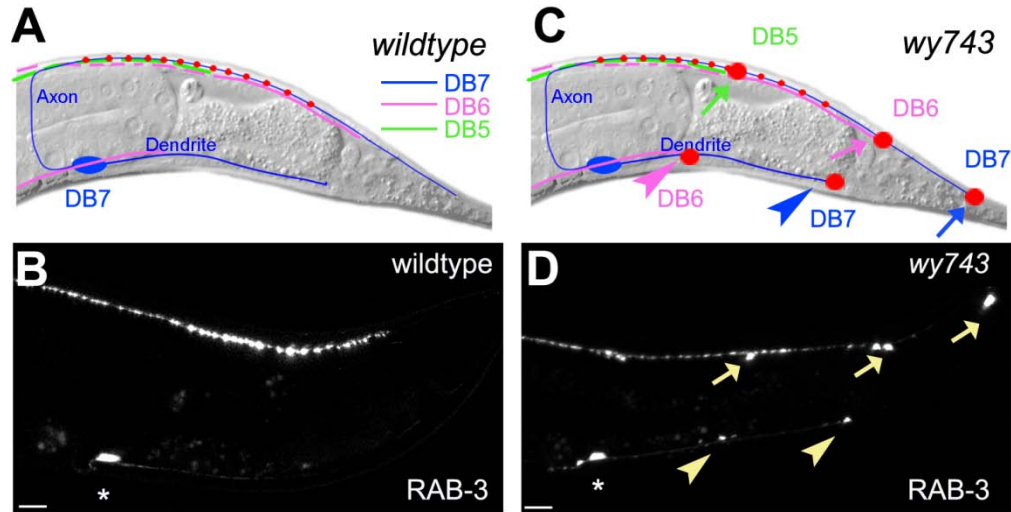 A
wildtype
DB7
DB6
DB5
Axon
Dendrite
DB7
C
wy743
DB5
DB6
DB7
Axon
Dendrite
DB6
DB7
B
wildtype
*
RAB-3
D
wy743
*
RAB-3